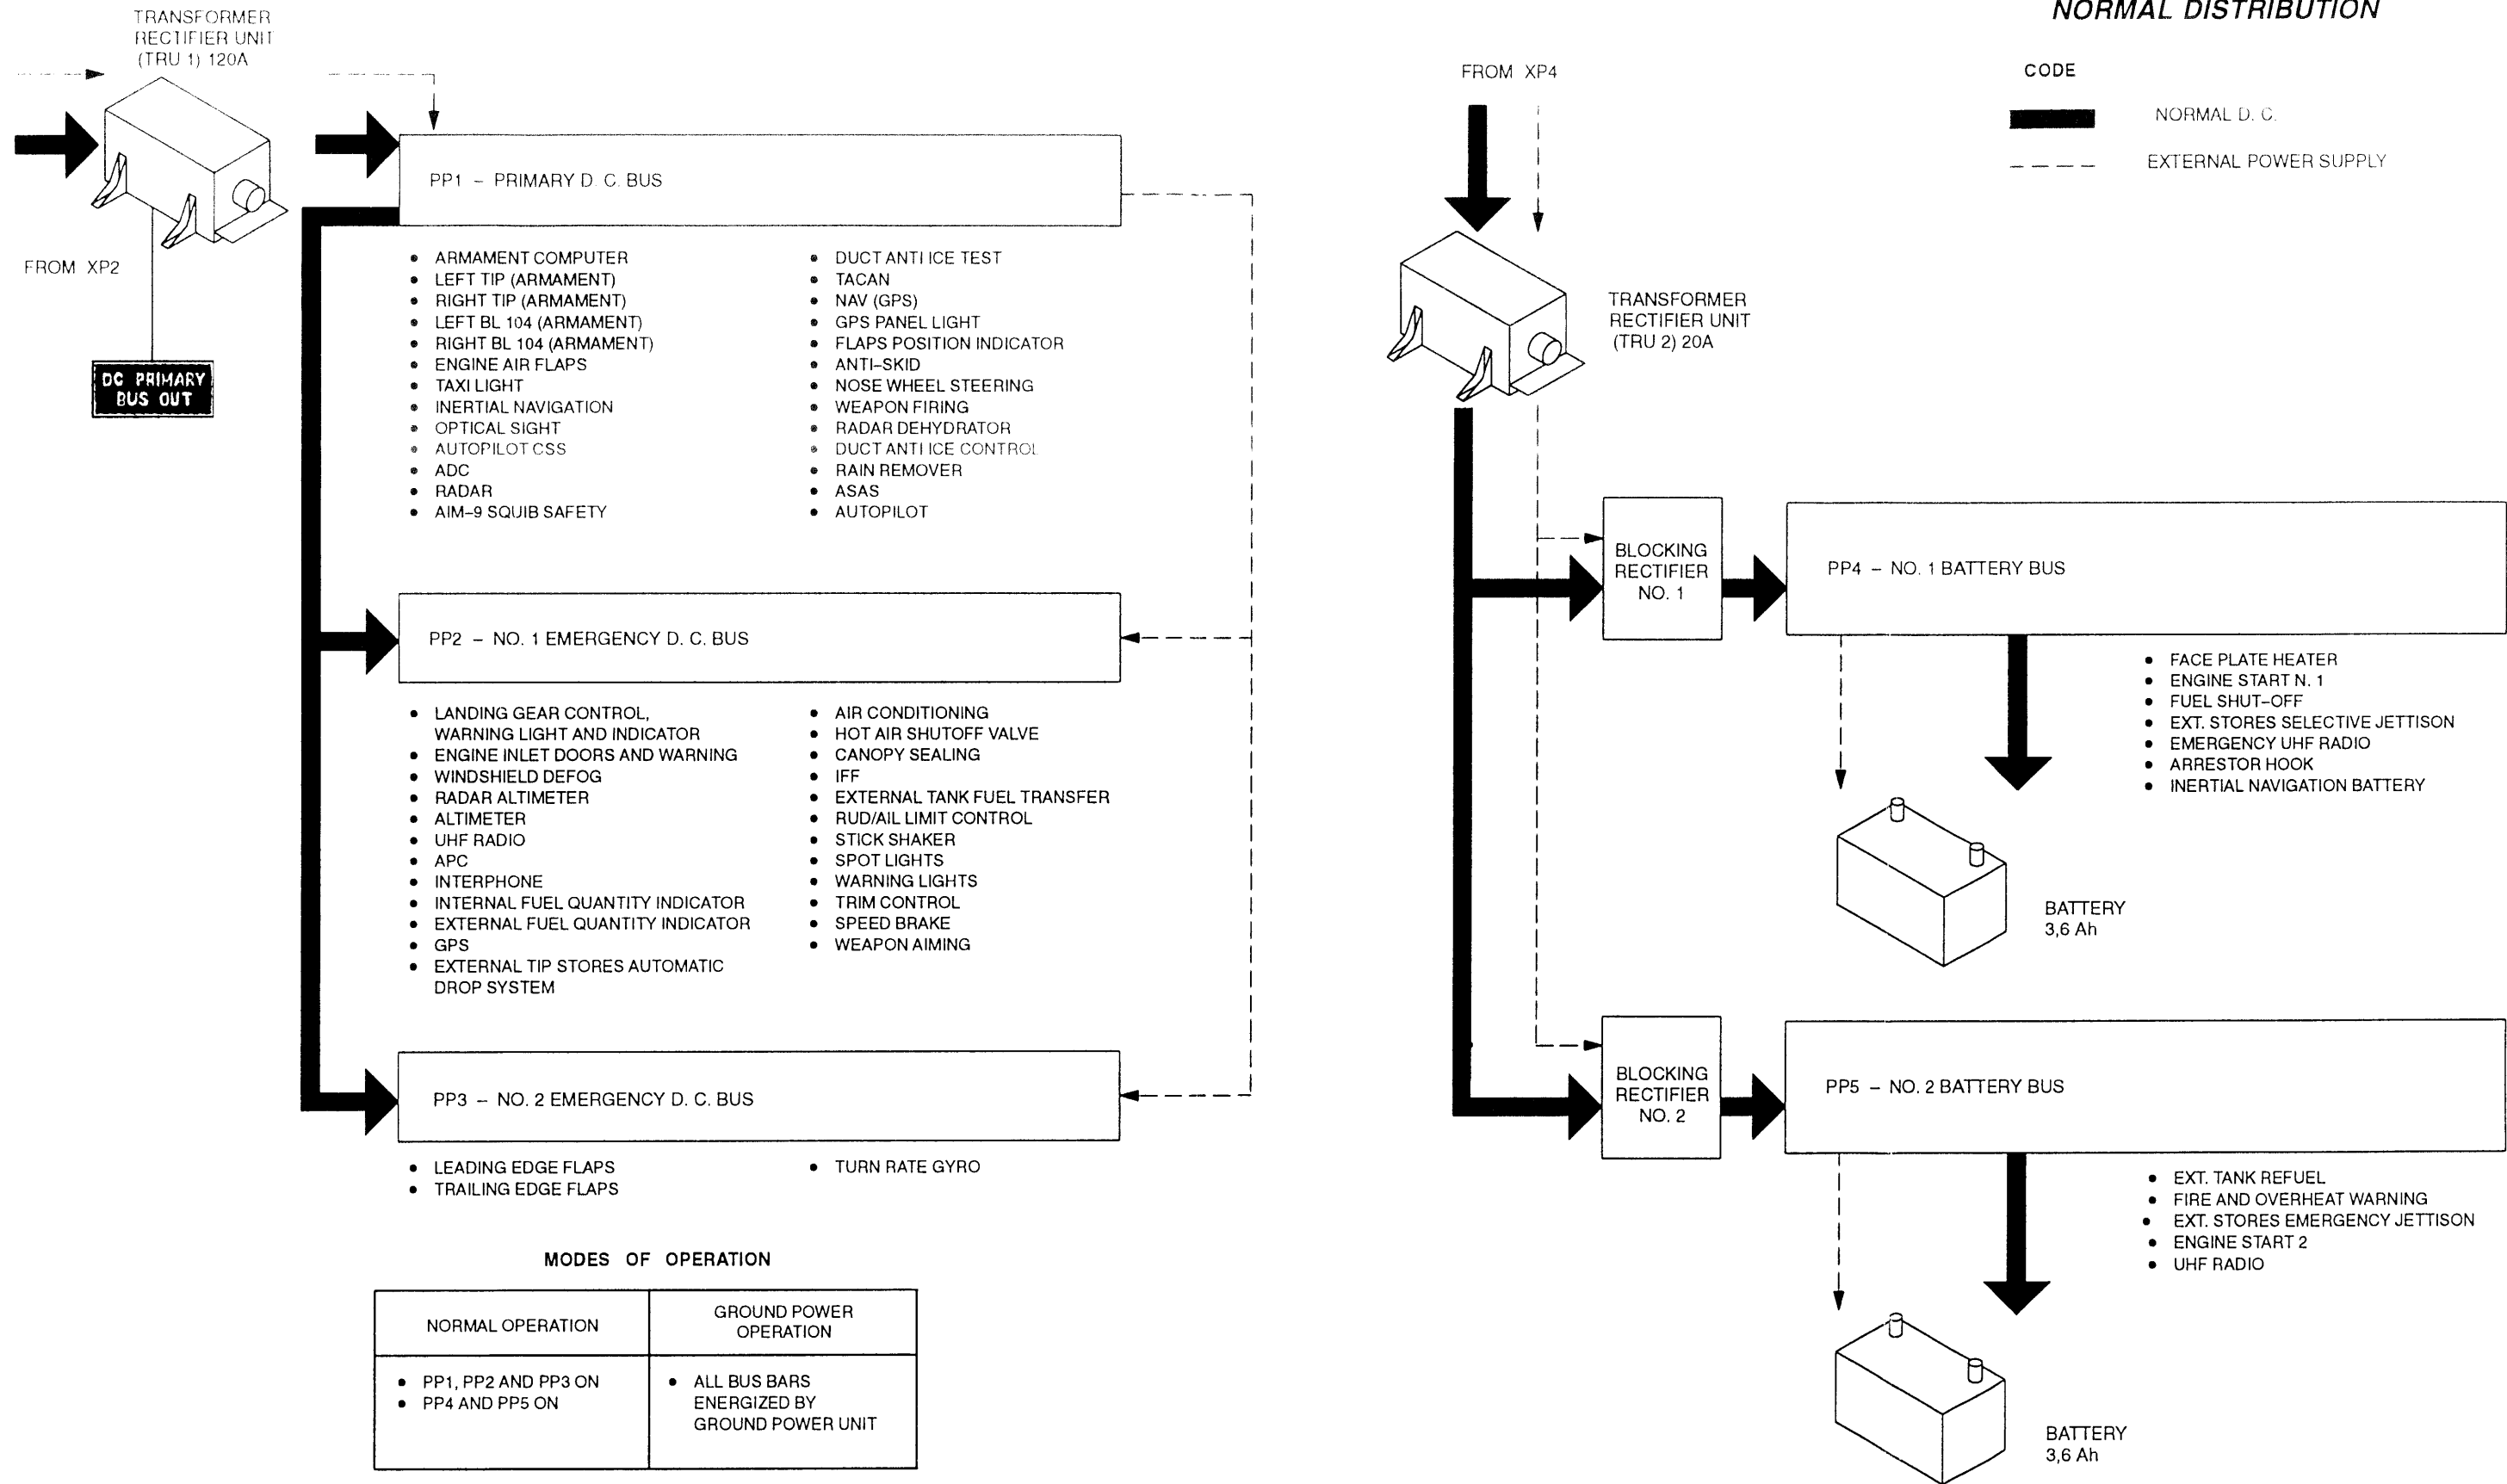 NORMAL DISTRIBUTION
TRANSFORMER
RECTIFIER UNIT
(TRU 1) 120A
FROM XP2
DC PRIMARY
BUS OUT
PP1 – PRIMARY D. C. BUS
• ARMAMENT COMPUTER
• LEFT TIP (ARMAMENT)
• RIGHT TIP (ARMAMENT)
• LEFT BL 104 (ARMAMENT)
• RIGHT BL 104 (ARMAMENT)
• ENGINE AIR FLAPS
• TAXI LIGHT
• INERTIAL NAVIGATION
• OPTICAL SIGHT
• AUTOPILOT CSS
• ADC
• RADAR
• AIM–9 SQUIB SAFETY
• DUCT ANTI ICE TEST
• TACAN
• NAV (GPS)
• GPS PANEL LIGHT
• FLAPS POSITION INDICATOR
• ANTI–SKID
• NOSE WHEEL STEERING
• WEAPON FIRING
• RADAR DEHYDRATOR
• DUCT ANTI ICE CONTROL
• RAIN REMOVER
• ASAS
• AUTOPILOT
PP2 – NO. 1 EMERGENCY D. C. BUS
• LANDING GEAR CONTROL,
WARNING LIGHT AND INDICATOR
• ENGINE INLET DOORS AND WARNING
• WINDSHIELD DEFOG
• RADAR ALTIMETER
• ALTIMETER
• UHF RADIO
• APC
• INTERPHONE
• INTERNAL FUEL QUANTITY INDICATOR
• EXTERNAL FUEL QUANTITY INDICATOR
• GPS
• EXTERNAL TIP STORES AUTOMATIC
DROP SYSTEM
• AIR CONDITIONING
• HOT AIR SHUTOFF VALVE
• CANOPY SEALING
• IFF
• EXTERNAL TANK FUEL TRANSFER
• RUD/AIL LIMIT CONTROL
• STICK SHAKER
• SPOT LIGHTS
• WARNING LIGHTS
• TRIM CONTROL
• SPEED BRAKE
• WEAPON AIMING
PP3 – NO. 2 EMERGENCY D. C. BUS
• LEADING EDGE FLAPS
• TRAILING EDGE FLAPS
• TURN RATE GYRO
MODES OF OPERATION
NORMAL OPERATION
GROUND POWER
OPERATION
• PP1, PP2 AND PP3 ON
• PP4 AND PP5 ON
• ALL BUS BARS
ENERGIZED BY
GROUND POWER UNIT
FROM XP4
CODE
NORMAL D. C.
EXTERNAL POWER SUPPLY
TRANSFORMER
RECTIFIER UNIT
(TRU 2) 20A
BLOCKING
RECTIFIER
NO. 1
PP4 – NO. 1 BATTERY BUS
• FACE PLATE HEATER
• ENGINE START N. 1
• FUEL SHUT–OFF
• EXT. STORES SELECTIVE JETTISON
• EMERGENCY UHF RADIO
• ARRESTOR HOOK
• INERTIAL NAVIGATION BATTERY
BATTERY
3,6 Ah
BLOCKING
RECTIFIER
NO. 2
PP5 – NO. 2 BATTERY BUS
• EXT. TANK REFUEL
• FIRE AND OVERHEAT WARNING
• EXT. STORES EMERGENCY JETTISON
• ENGINE START 2
• UHF RADIO
BATTERY
3,6 Ah